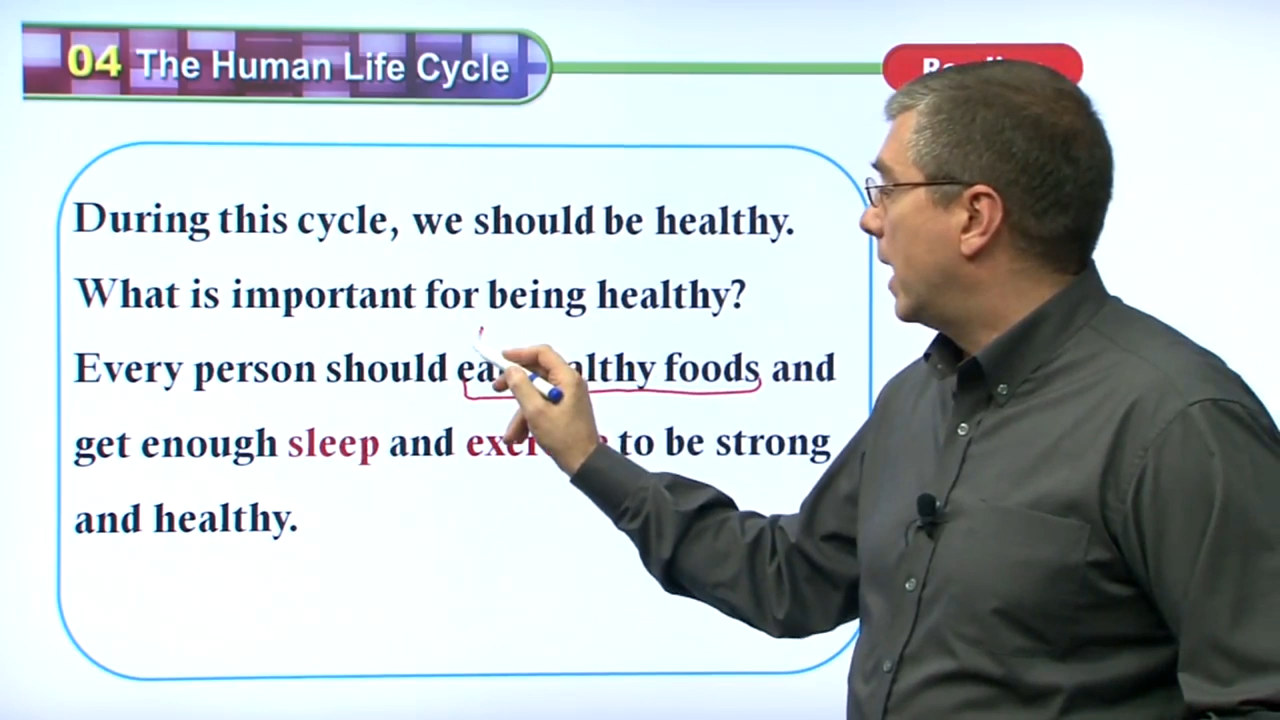 04 The Human Life Cycle
During this cycle, we should be healthy.
What is important for being healthy?
Every person should foods and
get enough sleep and to be strong
and healthy.